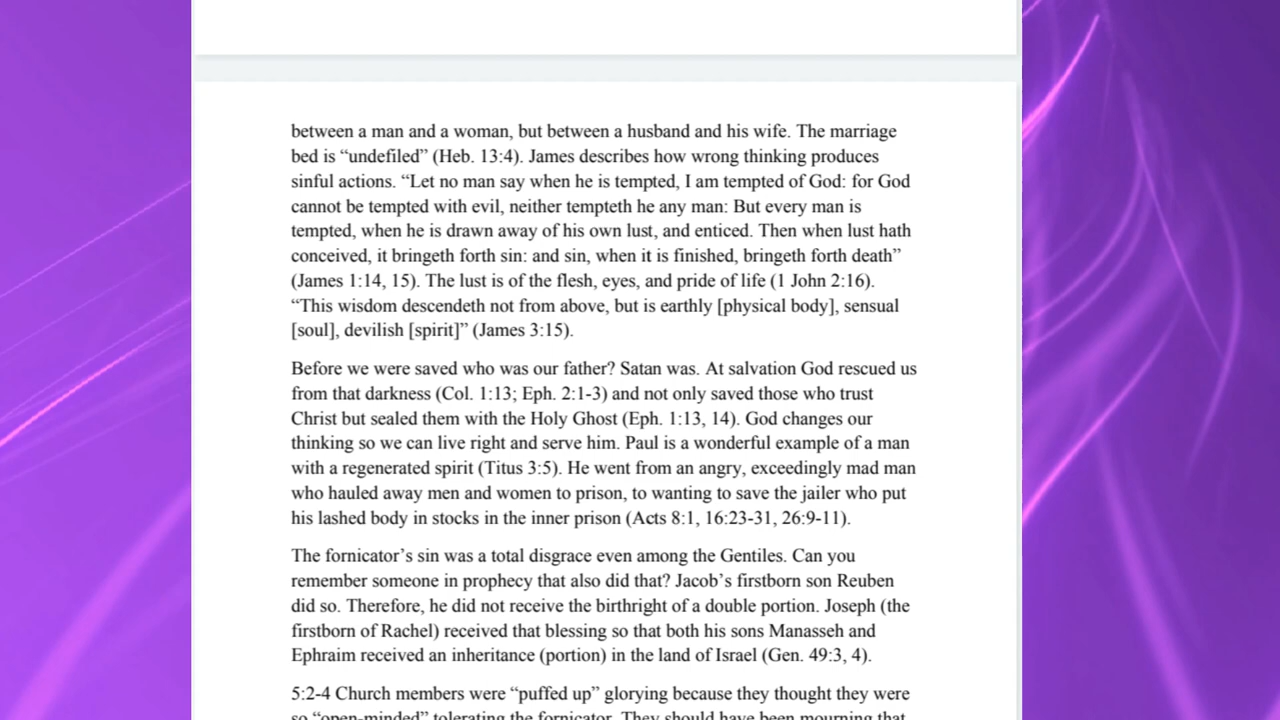 between a man and a woman, but between a husband and his wife. The marriage
bed is “undefiled” (Heb. 13:4). James describes how wrong thinking produces
sinful actions. “Let no man say when he is tempted, I am tempted of God: for God
cannot be tempted with evil, neither tempteth he any man: But every man is
tempted, when he is drawn away of his own lust, and enticed. Then when lust hath
conceived, it bringeth forth sin: and sin, when it is finished, bringeth forth death”
(James 1:14, 15). The lust is of the flesh, eyes, and pride of life (1 John 2:16).
“This wisdom descendeth not from above, but is earthly [physical body], sensual
[soul], devilish [spirit]” (James 3:15).
Before we were saved who was our father? Satan was. At salvation God rescued us
from that darkness (Col. 1:13; Eph. 2:1-3) and not only saved those who trust
Christ but sealed them with the Holy Ghost (Eph. 1:13, 14). God changes our
thinking so we can live right and serve him. Paul is a wonderful example of a man
with a regenerated spirit (Titus 3:5). He went from an angry, exceedingly mad man
who hauled away men and women to prison, to wanting to save the jailer who put
his lashed body in stocks in the inner prison (Acts 8:1, 16:23-31, 26:9-11).
The fornicator’s sin was a total disgrace even among the Gentiles. Can you
remember someone in prophecy that also did that? Jacob’s firstborn son Reuben
did so. Therefore, he did not receive the birthright of a double portion. Joseph (the
firstborn of Rachel) received that blessing so that both his sons Manasseh and
Ephraim received an inheritance (portion) in the land of Israel (Gen. 49:3, 4).
5:2-4 Church members were “puffed up” glorying because they thought they were
so “open-minded” tolerating the fornicator. They should have been mourning that